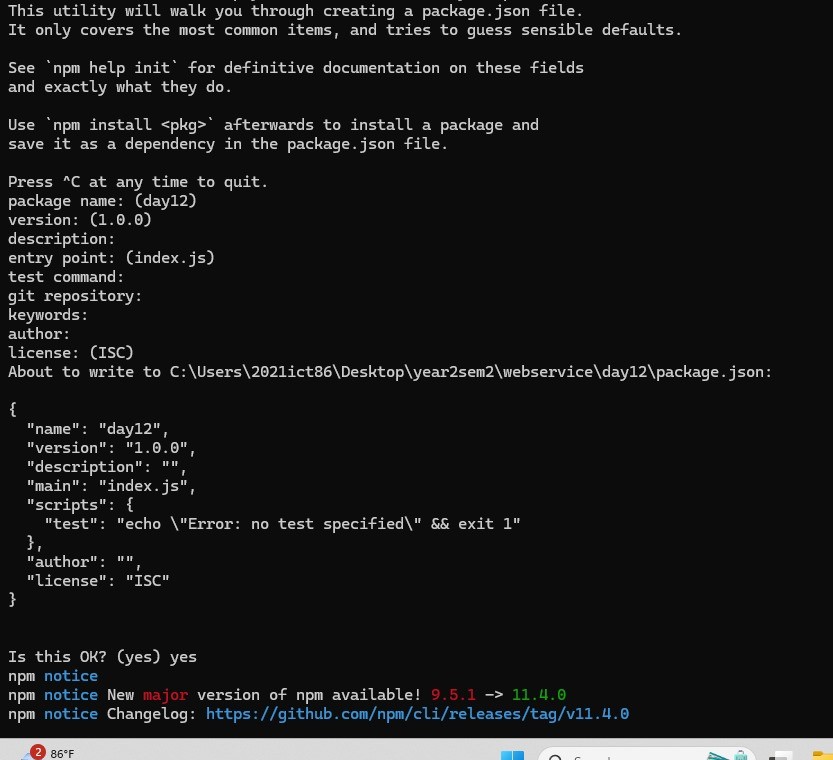 This utility will walk you through creating a package.json file.
It only covers the most common items, and tries to guess sensible defaults.
See `npm help init` for definitive documentation on these fields
and exactly what they do.
Use `npm install <pkg>` afterwards to install a package and
save it as a dependency in the package.json file.
Press ^C at any time to quit.
package name: (day12)
version: (1.0.0)
description:
entry point: (index.js)
test command:
git repository:
keywords:
author:
license: (ISC)
About to write to C:\Users\2021ict86\Desktop\year2sem2\webservice\day12\package.json:
{
  "name": "day12",
  "version": "1.0.0",
  "description": "",
  "main": "index.js",
  "scripts": {
    "test": "echo \"Error: no test specified\" && exit 1"
  },
  "author": "",
  "license": "ISC"
}
Is this OK? (yes) yes
npm notice
npm notice New major version of npm available! 9.5.1 -> 11.4.0
npm notice Changelog: https://github.com/npm/cli/releases/tag/v11.4.0
2 86°F